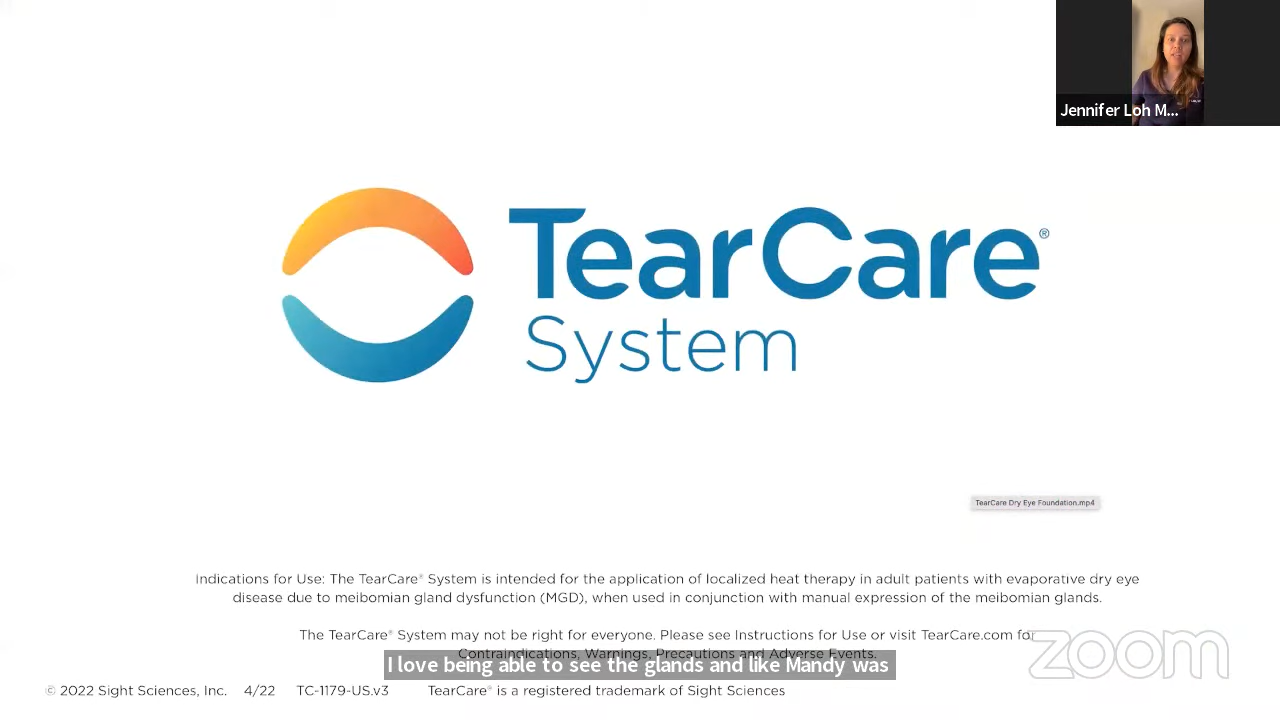 Jennifer Loh M...
TearCare®
System
TearCare Dry Eye Foundation.mp4
Indications for Use: The TearCare® System is intended for the application of localized heat therapy in adult patients with evaporative dry eye
disease due to meibomian gland dysfunction (MGD), when used in conjunction with manual expression of the meibomian glands.
The TearCare® System may not be right for everyone. Please see Instructions for Use or visit TearCare.com for
Contraindications, Warnings, Precautions and Adverse Events.
I love being able to see the glands and like Mandy was
zoom
© 2022 Sight Sciences, Inc. 4/22 TC-1179-US.v3 TearCare® is a registered trademark of Sight Sciences